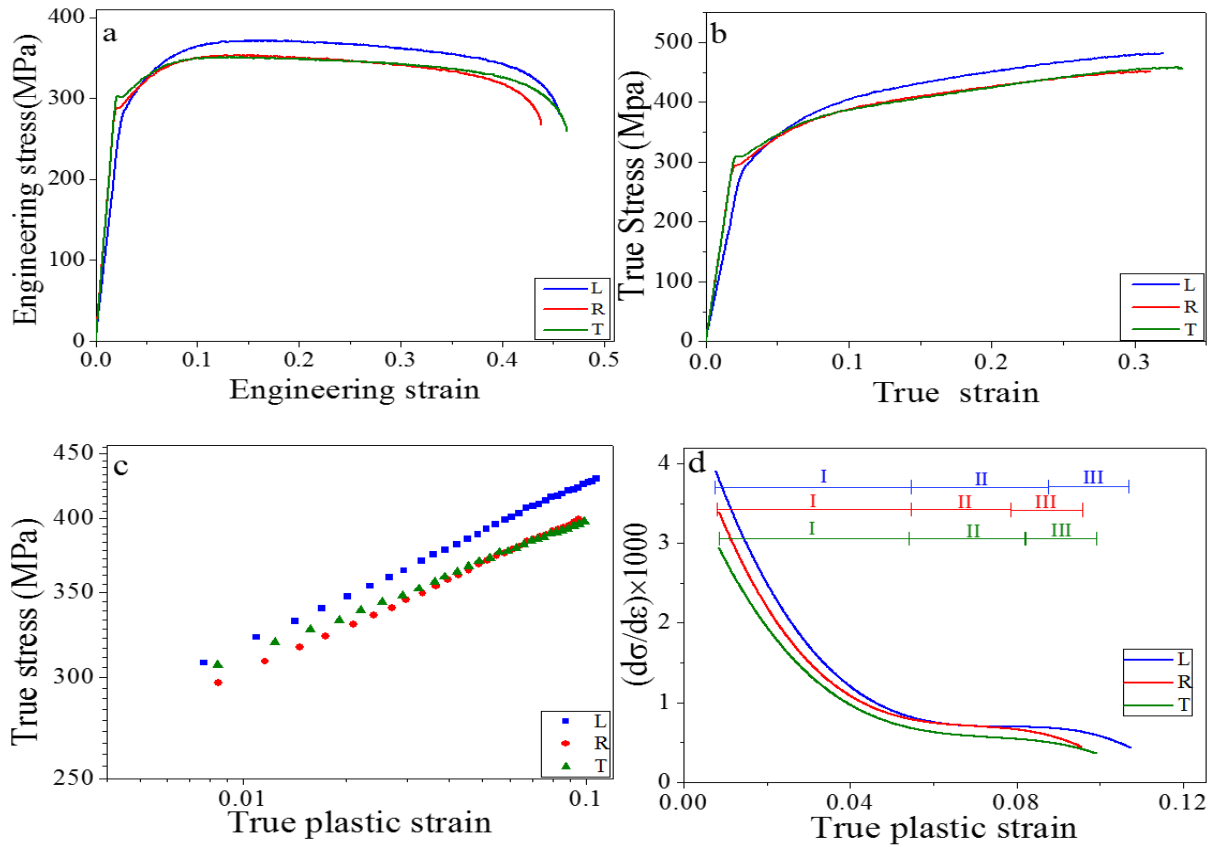 a
Engineering stress(MPa)
400
300
200
100
0
0.0 0.1 0.2 0.3 0.4 0.5
Engineering strain
L
R
T
b
True Stress (Mpa)
500
400
300
200
100
0
0.0 0.1 0.2 0.3
True strain
L
R
T
c
True stress (MPa)
450
400
350
300
250
0.01 0.1
True plastic strain
L
R
T
d
(dσ/dε)×1000
4
3
2
1
0
I II III
I II III
I II III
0.00 0.04 0.08 0.12
True plastic strain
L
R
T